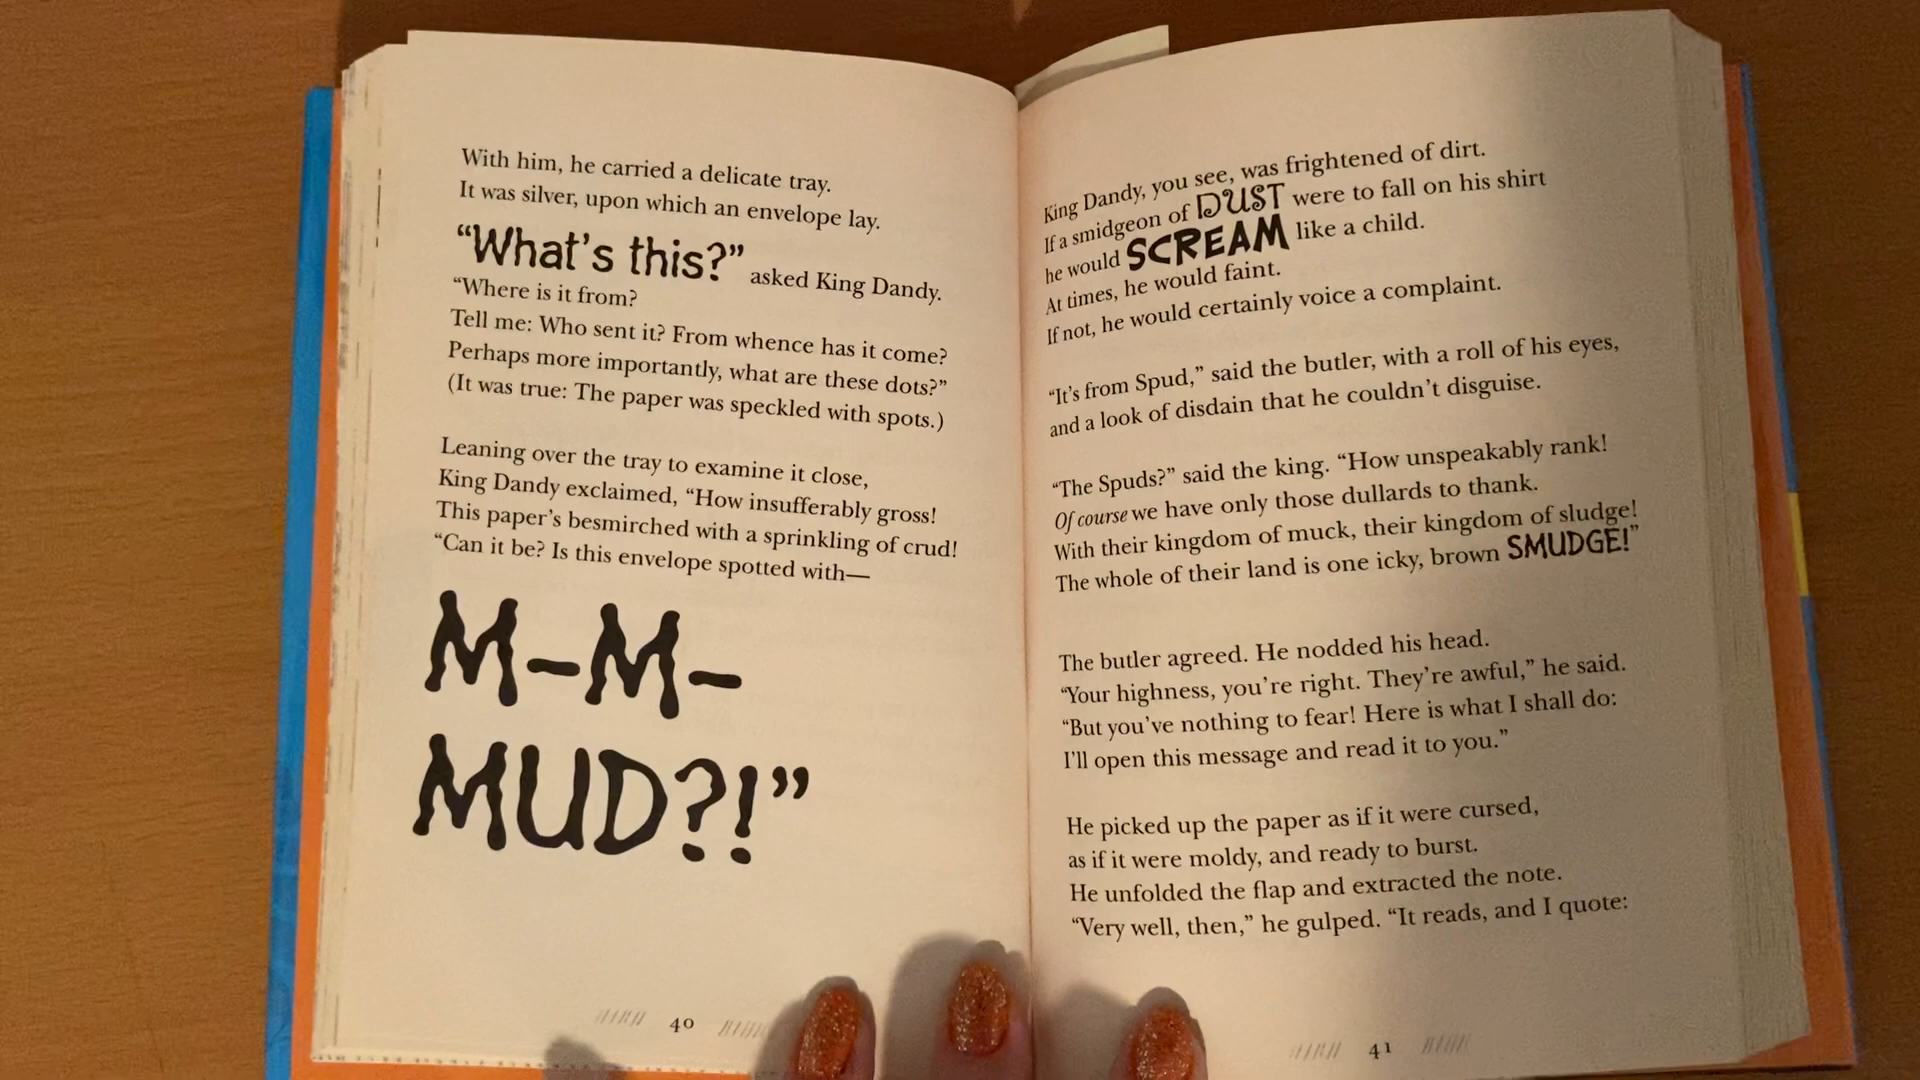 With him, he carried a delicate tray.
It was silver, upon which an envelope lay.
“What’s this?” asked King Dandy.
“Where is it from?
Tell me: Who sent it? From whence has it come?
Perhaps more importantly, what are these dots?”
(It was true: The paper was speckled with spots.)
Leaning over the tray to examine it close,
King Dandy exclaimed, “How insufferably gross!
This paper’s besmirched with a sprinkling of crud!
“Can it be? Is this envelope spotted with—
M–M–
MUD?!”
40
King Dandy, you see, was frightened of dirt.
If a smidgeon of DUST were to fall on his shirt
he would SCREAM like a child.
At times, he would faint.
If not, he would certainly voice a complaint.
“It’s from Spud,” said the butler, with a roll of his eyes,
and a look of disdain that he couldn’t disguise.
“The Spuds?” said the king. “How unspeakably rank!
Of course we have only those dullards to thank.
With their kingdom of muck, their kingdom of sludge!
The whole of their land is one icky, brown SMUDGE!”
The butler agreed. He nodded his head.
“Your highness, you’re right. They’re awful,” he said.
“But you’ve nothing to fear! Here is what I shall do:
I’ll open this message and read it to you.”
He picked up the paper as if it were cursed,
as if it were moldy, and ready to burst.
He unfolded the flap and extracted the note.
“Very well, then,” he gulped. “It reads, and I quote:
41